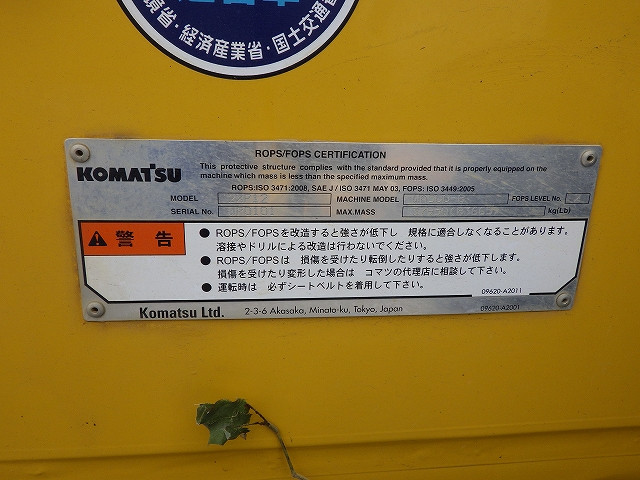 境省・経済産業省・国土交通省
ROPS/FOPS CERTIFICATION
KOMATSU
This protective structure complies with the standard provided that it is properly equipped on the
machine which mass is less than the specified maximum mass.
ROPS:ISO 3471:2008, SAE J / ISO 3471 MAY 03, FOPS: ISO 3449:2005
MODEL MACHINE MODEL FOPS LEVEL No.
SERIAL No. MAX.MASS kg(Lb)
警告
● ROPS/FOPSを改造すると強さが低下し 規格に適合しなくなることがあります。
溶接やドリルによる改造は行わないでください。
● ROPS/FOPSは 損傷を受けたり転倒したりすると強さが低下します。
損傷を受けたり変形した場合は コマツの代理店に相談して下さい。
● 運転時は 必ずシートベルトを着用して下さい。
09620-A2011
Komatsu Ltd. 2-3-6 Akasaka, Minato-ku, Tokyo, Japan
09620-A2001